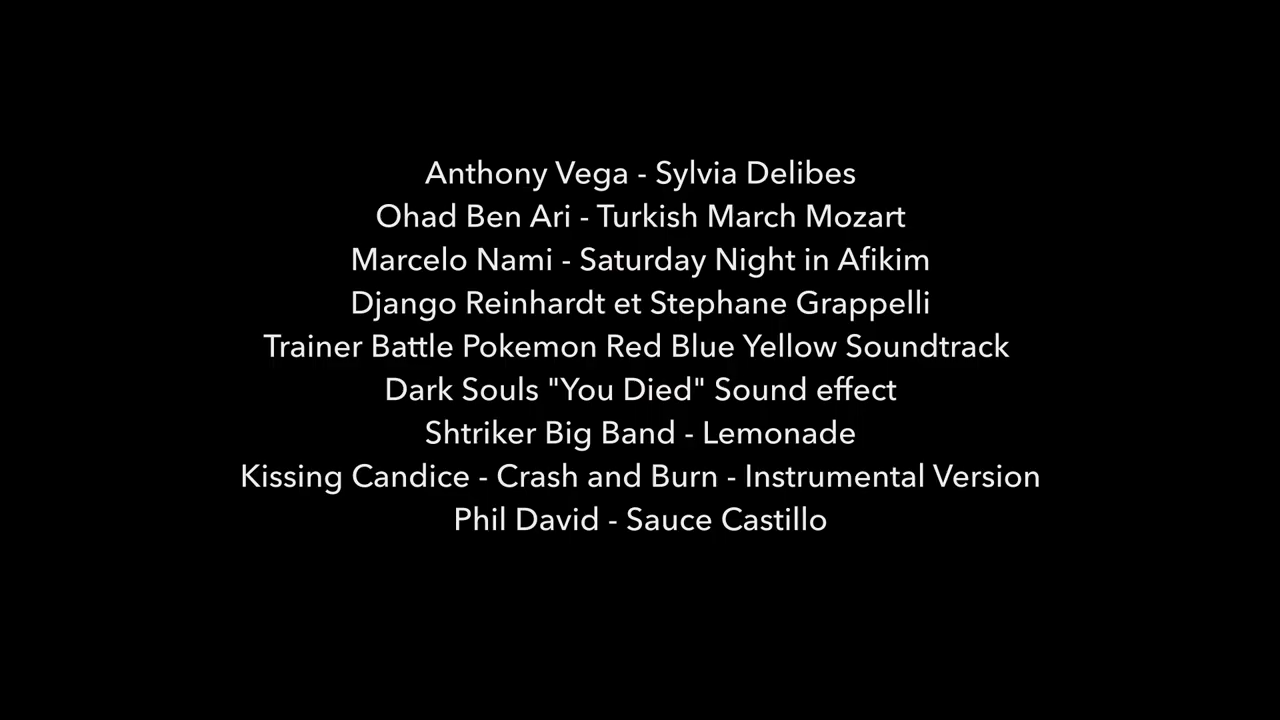 Anthony Vega - Sylvia Delibes
Ohad Ben Ari - Turkish March Mozart
Marcelo Nami - Saturday Night in Afikim
Django Reinhardt et Stephane Grappelli
Trainer Battle Pokemon Red Blue Yellow Soundtrack
Dark Souls "You Died" Sound effect
Shtriker Big Band - Lemonade
Kissing Candice - Crash and Burn - Instrumental Version
Phil David - Sauce Castillo